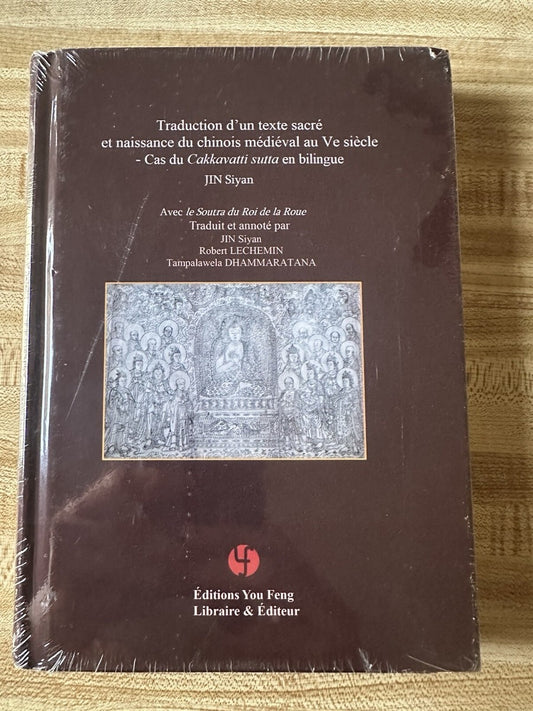 Traduction d'un texte sacré
et naissance du chinois médiéval au Ve siècle
- Cas du Cakkavatti sutta en bilingue
JIN Siyan
Avec le Soutra du Roi de la Roue
Traduit et annoté par
JIN Siyan
Robert LECHEMIN
Tampalawela DHAMMARATANA
Éditions You Feng
Libraire & Éditeur